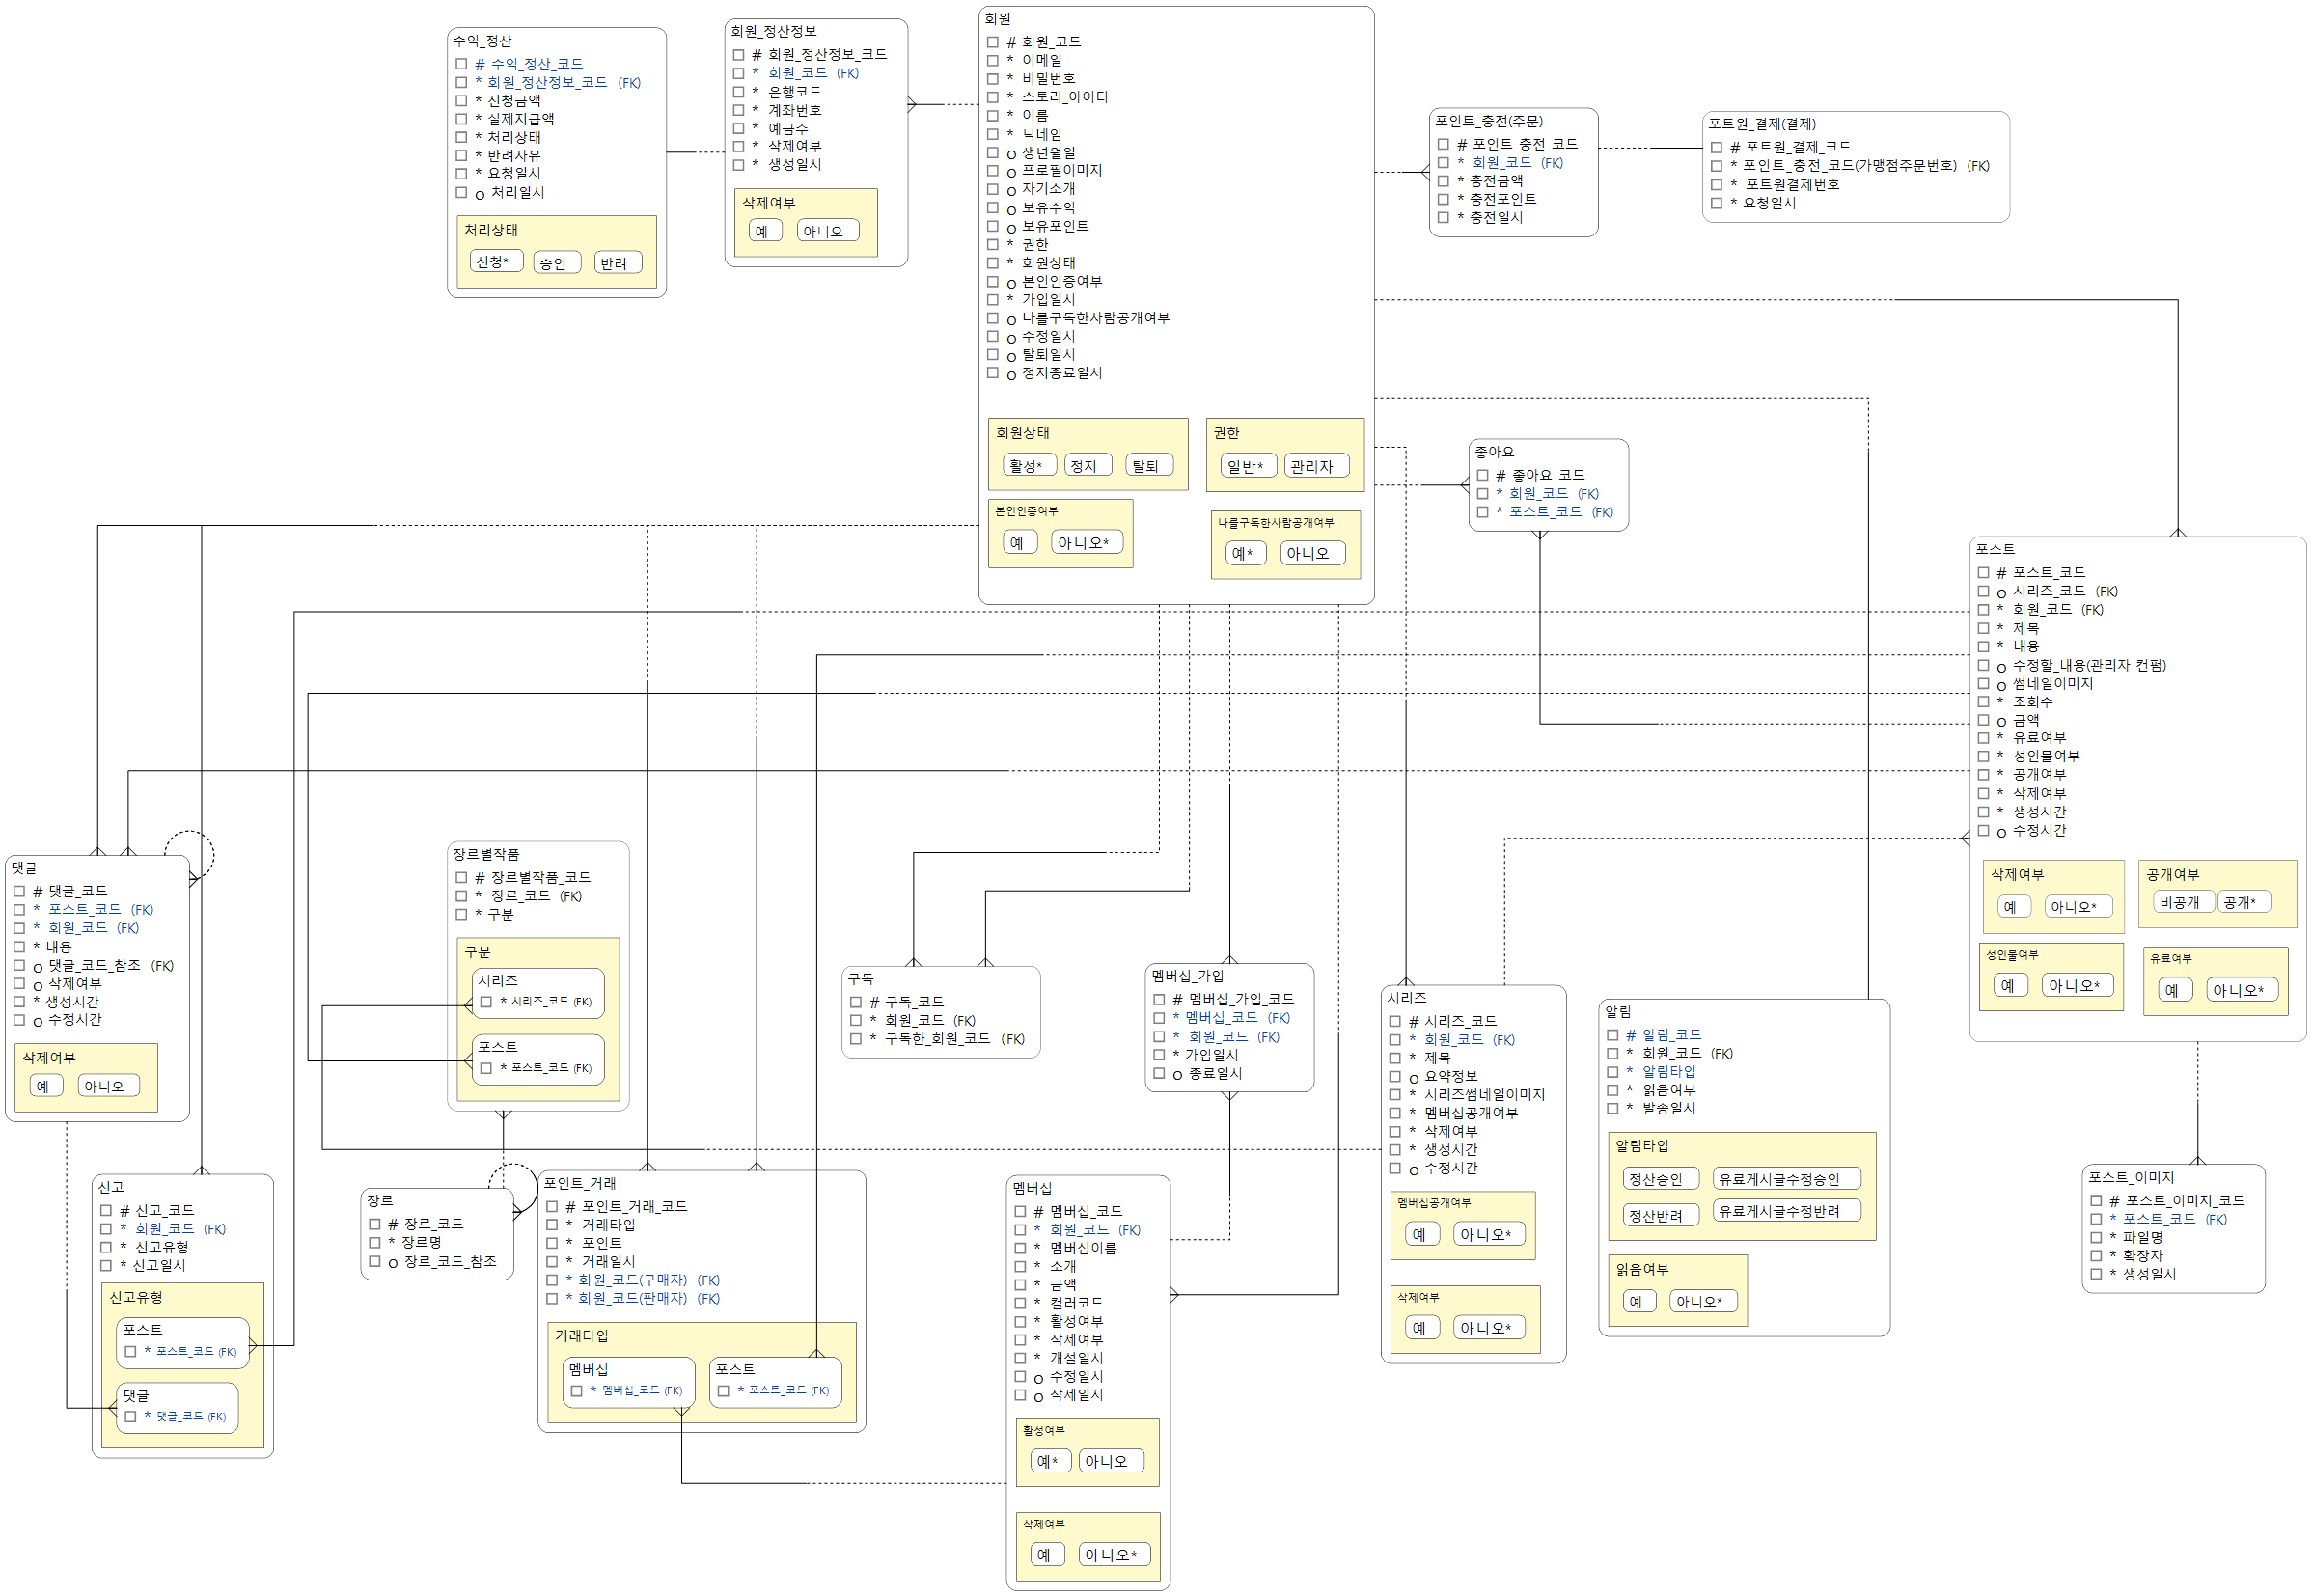 수익_정산
# 수익_정산_코드
* 회원_정산정보_코드 (FK)
* 신청금액
* 실제지급액
* 처리상태
* 반려사유
* 요청일시
o 처리일시
처리상태
신청* 승인 반려
회원_정산정보
# 회원_정산정보_코드
* 회원_코드 (FK)
* 은행코드
* 계좌번호
* 예금주
* 삭제여부
* 생성일시
삭제여부
예 아니오
회원
# 회원_코드
* 이메일
* 비밀번호
* 스토리_아이디
* 이름
* 닉네임
o 생년월일
o 프로필이미지
o 자기소개
o 보유수익
o 보유포인트
* 권한
* 회원상태
o 본인인증여부
* 가입일시
o 나를구독한사람공개여부
o 수정일시
o 탈퇴일시
o 정지종료일시
회원상태
활성* 정지 탈퇴
권한
일반* 관리자
본인인증여부
예 아니오*
나를구독한사람공개여부
예* 아니오
포인트_충전(주문)
# 포인트_충전_코드
* 회원_코드 (FK)
* 충전금액
* 충전포인트
* 충전일시
포트원_결제(결제)
# 포트원_결제_코드
* 포인트_충전_코드(가맹점주문번호) (FK)
* 포트원결제번호
* 요청일시
좋아요
# 좋아요_코드
* 회원_코드 (FK)
* 포스트_코드 (FK)
포스트
# 포스트_코드
o 시리즈_코드 (FK)
* 회원_코드 (FK)
* 제목
* 내용
o 수정할_내용(관리자 컨펌)
o 썸네일이미지
* 조회수
o 금액
* 유료여부
* 성인물여부
* 공개여부
* 삭제여부
* 생성시간
o 수정시간
삭제여부
예 아니오*
공개여부
비공개 공개*
성인물여부
예 아니오*
유료여부
예 아니오*
댓글
# 댓글_코드
* 포스트_코드 (FK)
* 회원_코드 (FK)
* 내용
o 댓글_코드_참조 (FK)
o 삭제여부
* 생성시간
o 수정시간
삭제여부
예 아니오
장르별작품
# 장르별작품_코드
* 장르_코드 (FK)
* 구분
구분
시리즈
* 시리즈_코드 (FK)
포스트
* 포스트_코드 (FK)
구독
# 구독_코드
* 회원_코드 (FK)
* 구독한_회원_코드 (FK)
멤버십_가입
# 멤버십_가입_코드
* 멤버십_코드 (FK)
* 회원_코드 (FK)
* 가입일시
o 종료일시
시리즈
# 시리즈_코드
* 회원_코드 (FK)
* 제목
o 요약정보
* 시리즈썸네일이미지
* 멤버십공개여부
* 삭제여부
* 생성시간
o 수정시간
멤버십공개여부
예 아니오*
삭제여부
예 아니오*
알림
# 알림_코드
* 회원_코드 (FK)
* 알림타입
* 읽음여부
* 발송일시
알림타입
정산승인 유료게시글수정승인
정산반려 유료게시글수정반려
읽음여부
예 아니오*
포스트_이미지
# 포스트_이미지_코드
* 포스트_코드 (FK)
* 파일명
* 확장자
* 생성일시
신고
# 신고_코드
* 회원_코드 (FK)
* 신고유형
* 신고일시
신고유형
포스트
* 포스트_코드 (FK)
댓글
* 댓글_코드 (FK)
장르
# 장르_코드
* 장르명
o 장르_코드_참조
포인트_거래
# 포인트_거래_코드
* 거래타입
* 포인트
* 거래일시
* 회원_코드(구매자) (FK)
* 회원_코드(판매자) (FK)
거래타입
멤버십
* 멤버십_코드 (FK)
포스트
* 포스트_코드 (FK)
멤버십
# 멤버십_코드
* 회원_코드 (FK)
* 멤버십이름
* 소개
* 금액
* 컬러코드
* 활성여부
* 삭제여부
* 개설일시
o 수정일시
o 삭제일시
활성여부
예* 아니오
삭제여부
예 아니오*